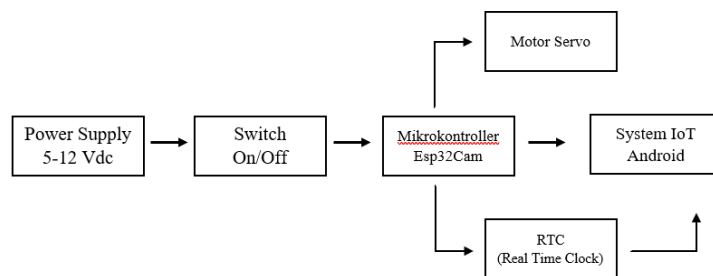 Motor Servo
Power Supply
5-12 Vdc
Switch
On/Off
Mikrokontroller
Esp32Cam
System IoT
Android
RTC
(Real Time Clock)